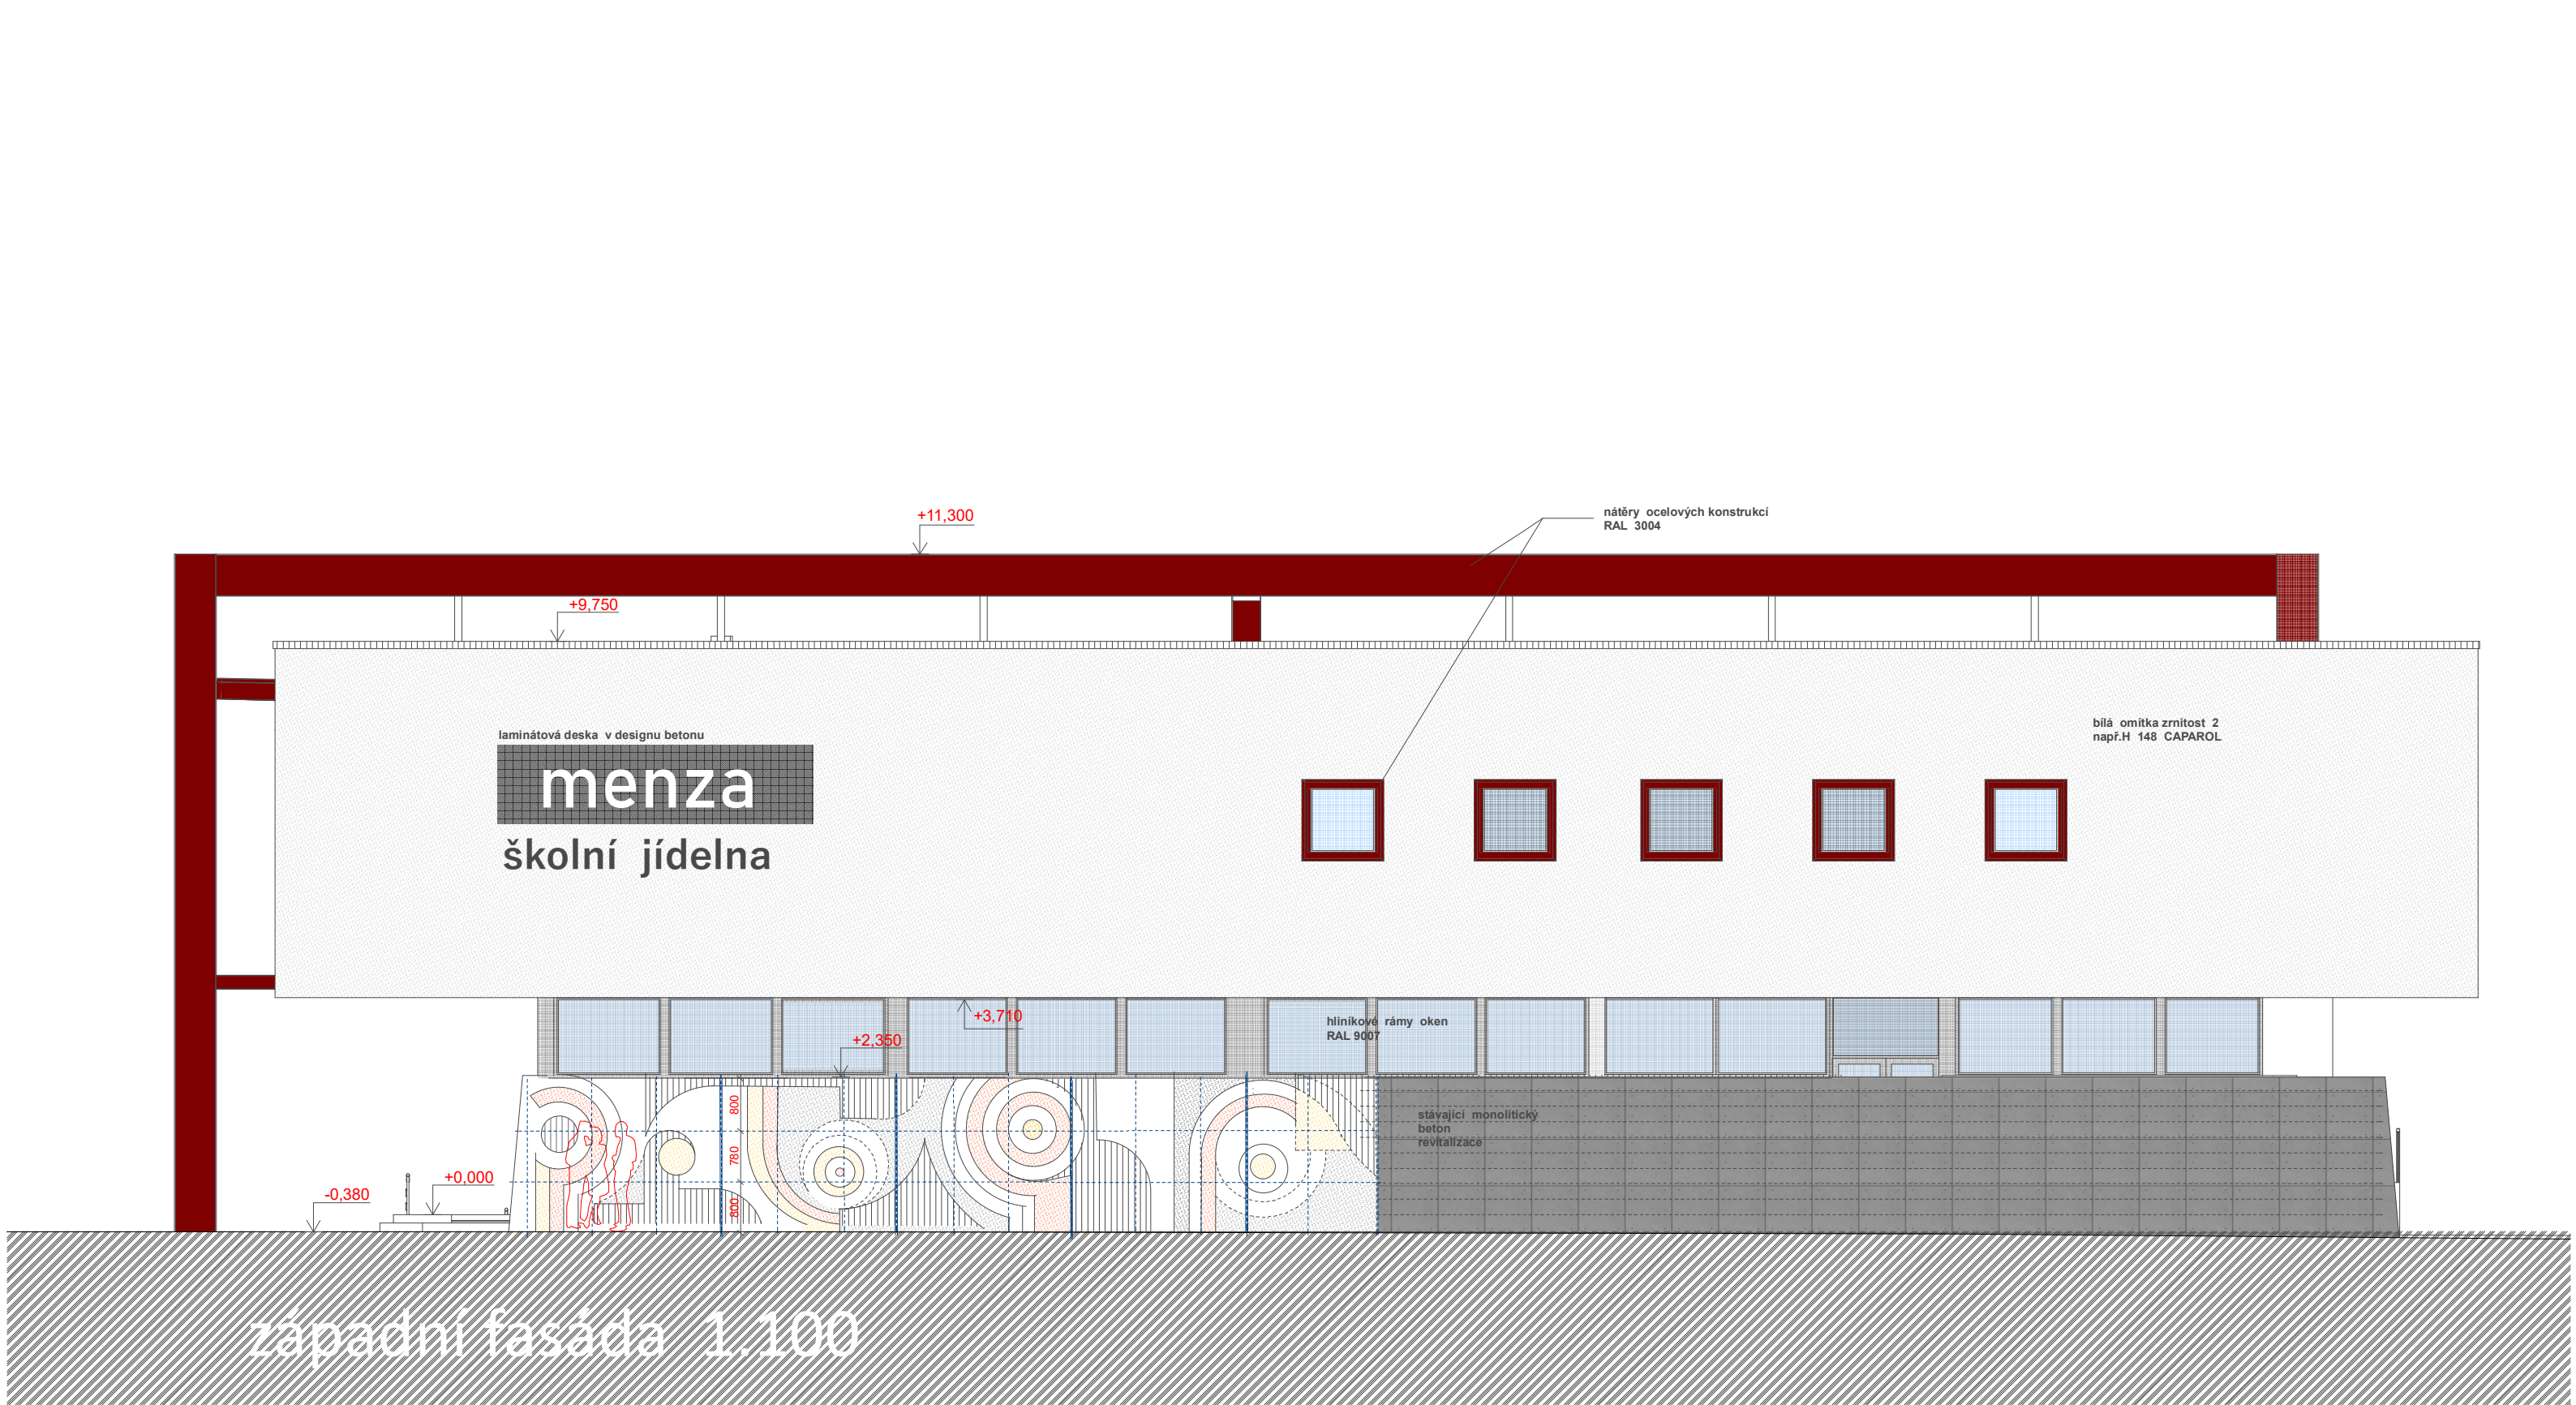 +11,300
nátěry ocelových konstrukcí
RAL 3004
+9,750
bílá omítka zrnitost 2
např.H 148 CAPAROL
laminátová deska v designu betonu
menza
školní jídelna
+3,710
hliníkové rámy oken
RAL 9007
+2,350
800
780
800
stávající monolitický
beton
revitalizace
+0,000
-0,380
západní fasáda 1.100